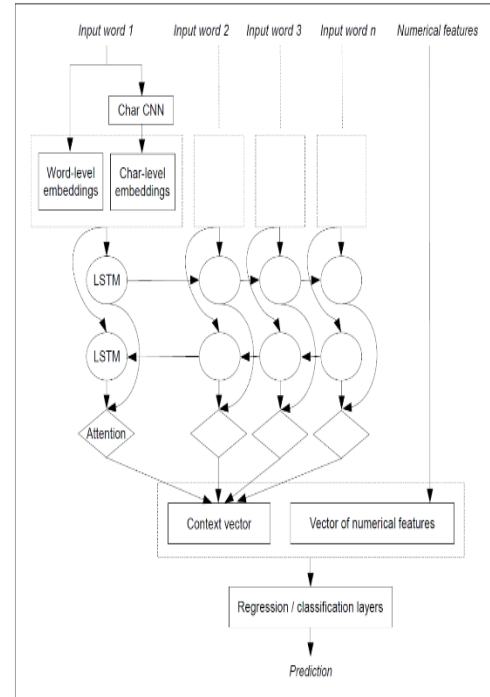 Input word 1 Input word 2 Input word 3 Input word n Numerical features
Char CNN
Word-level
embeddings
Char-level
embeddings
LSTM
LSTM
Attention
Context vector
Vector of numerical features
Regression / classification layers
Prediction